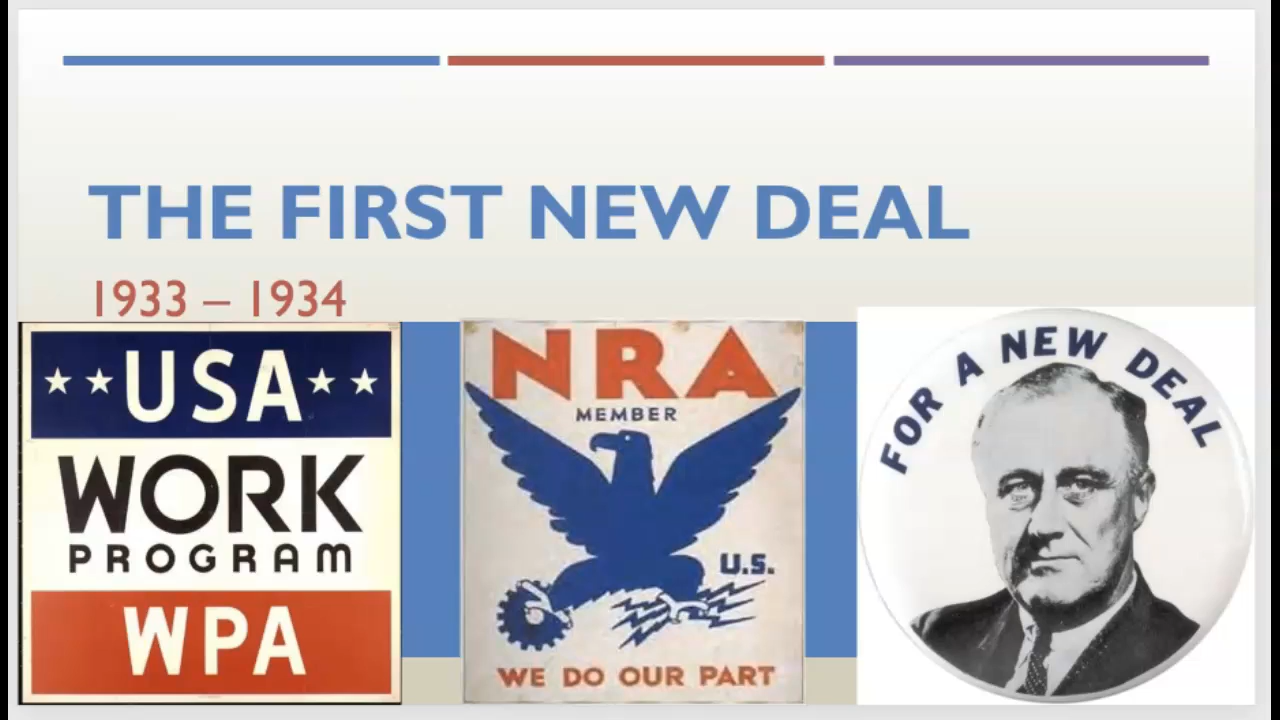 THE FIRST NEW DEAL
1933 – 1934
USA
WORK
PROGRAM
WPA
NRA
MEMBER
U.S.
WE DO OUR PART
FOR A NEW DEAL